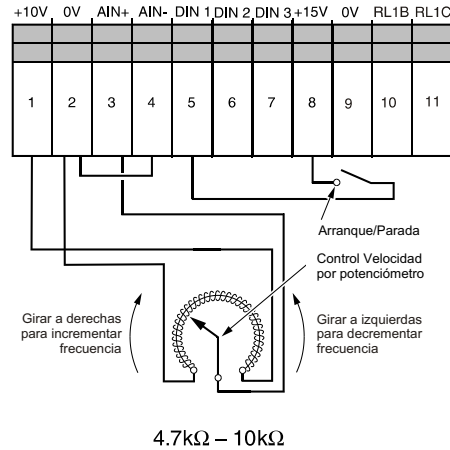 +10V 0V AIN+ AIN- DIN 1 DIN 2 DIN 3 +15V 0V RL1B RL1C
1 2 3 4 5 6 7 8 9 10 11
Arranque/Parada
Control Velocidad
por potenciómetro
Girar a derechas
para incrementar
frecuencia
Girar a izquierdas
para decrementar
frecuencia
4.7kΩ – 10kΩ